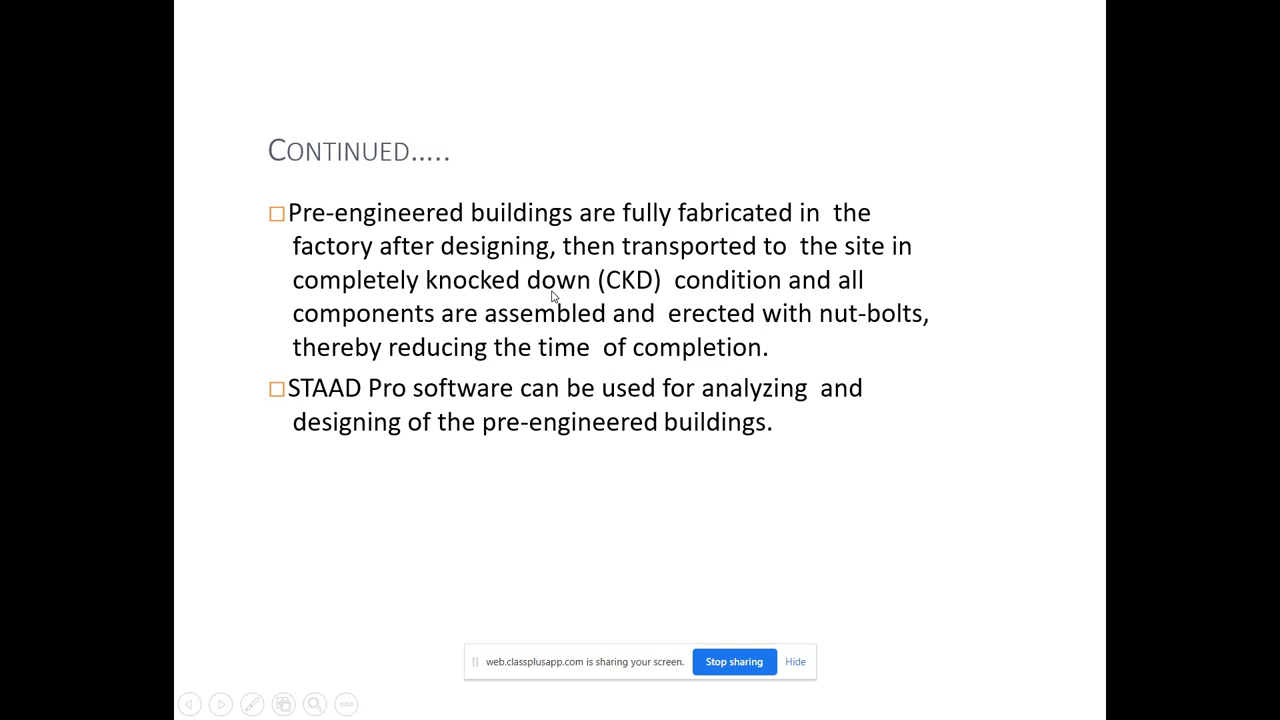 CONTINUED.....
Pre-engineered buildings are fully fabricated in the
factory after designing, then transported to the site in
completely knocked down (CKD) condition and all
components are assembled and erected with nut-bolts,
thereby reducing the time of completion.
STAAD Pro software can be used for analyzing and
designing of the pre-engineered buildings.
web.classplusapp.com is sharing your screen. Stop sharing Hide